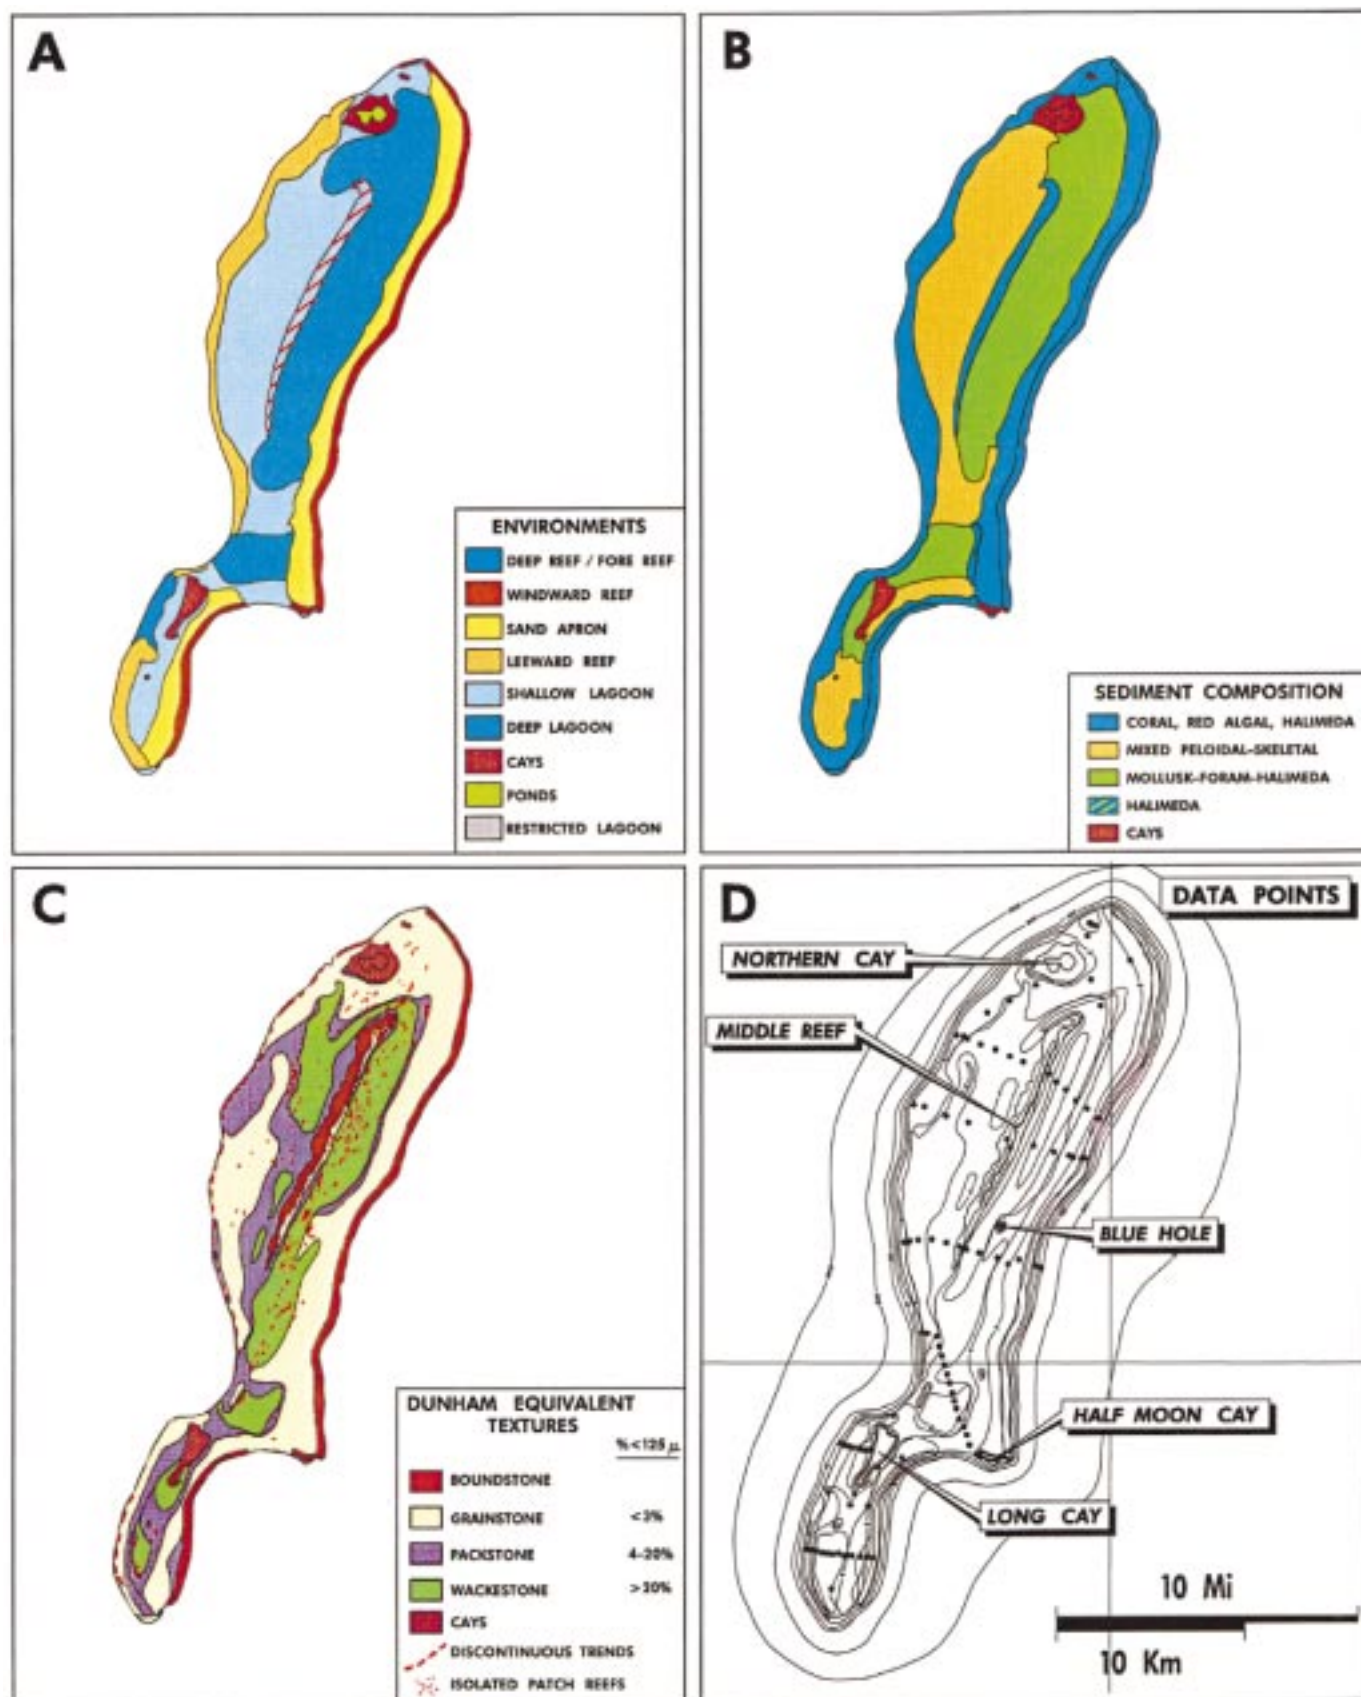 A
ENVIRONMENTS
DEEP REEF / FORE REEF
WINDWARD REEF
SAND APRON
LEEWARD REEF
SHALLOW LAGOON
DEEP LAGOON
CAYS
PONDS
RESTRICTED LAGOON
B
SEDIMENT COMPOSITION
CORAL, RED ALGAL, HALIMEDA
MIXED PELOIDAL-SKELETAL
MOLLUSK-FORAM-HALIMEDA
HALIMEDA
CAYS
C
DUNHAM EQUIVALENT
TEXTURES
%<125 μ
BOUNDSTONE
GRAINSTONE <3%
PACKSTONE 4-20%
WACKESTONE >20%
CAYS
DISCONTINUOUS TRENDS
ISOLATED PATCH REEFS
D
DATA POINTS
NORTHERN CAY
MIDDLE REEF
BLUE HOLE
HALF MOON CAY
LONG CAY
10 Mi
10 Km